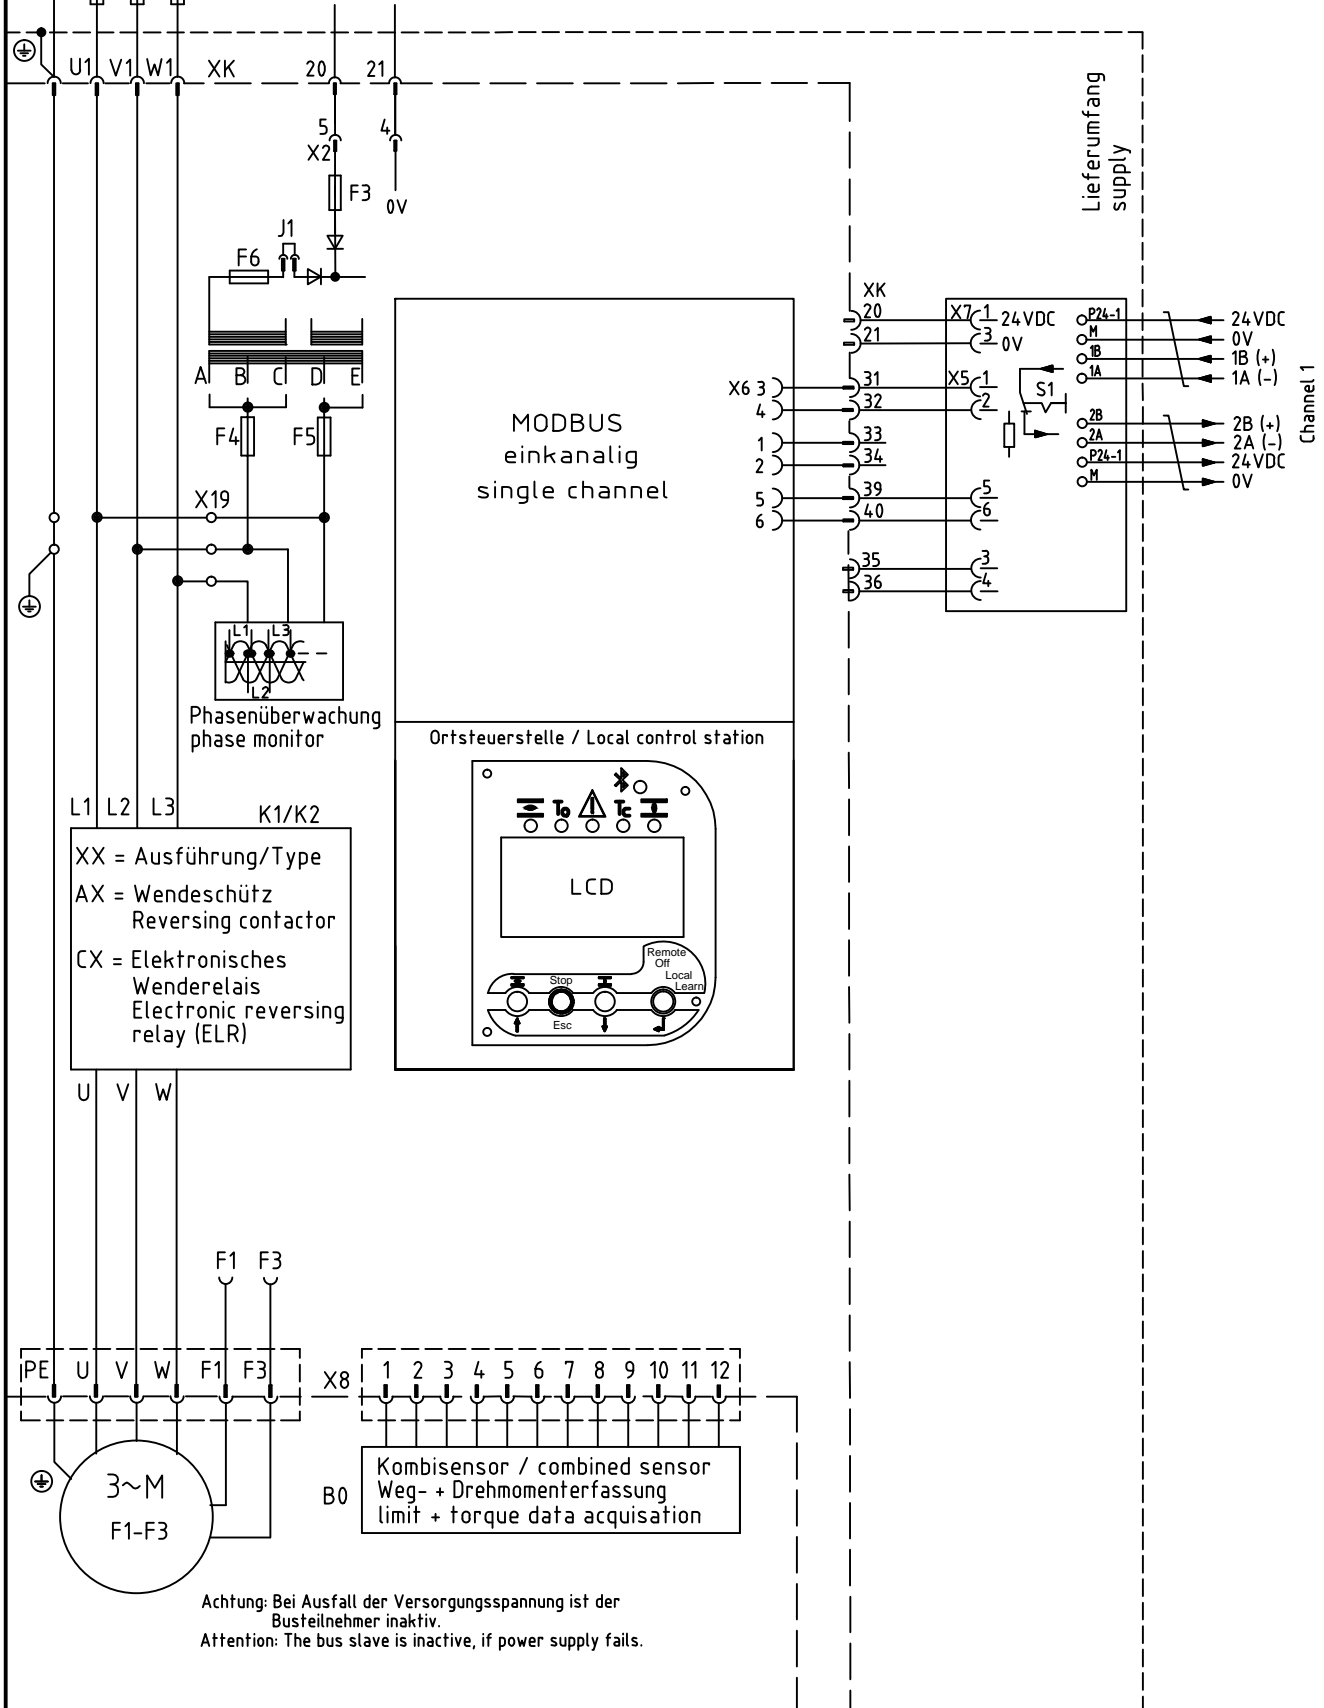 U1 V1 W1 XK 20 21
5 4
X2
F3
0V
J1
F6
A B C D E
F4 F5
X19
L1 L3
L2
Phasenüberwachung
phase monitor
L1 L2 L3 K1/K2
XX = Ausführung/Type
AX = Wendeschütz
Reversing contactor
CX = Elektronisches
Wenderelais
Electronic reversing
relay (ELR)
U V W
MODBUS
einkanalig
single channel
X6 3
4
1
2
5
6
Ortsteuerstelle / Local control station
To Tc
LCD
Remote
Off
Local
Learn
Stop
Esc
XK
20
21
31
32
33
34
39
40
35
36
X7 1 24VDC
3 0V
X5 1
2
5
6
3
4
S1
P24-1
M
1B
1A
2B
2A
P24-1
M
24VDC
0V
1B (+)
1A (-)
2B (+)
2A (-)
24VDC
0V
Channel 1
Lieferumfang
supply
F1 F3
PE U V W F1 F3 X8 1 2 3 4 5 6 7 8 9 10 11 12
3~M
F1-F3
B0
Kombisensor / combined sensor
Weg- + Drehmomenterfassung
limit + torque data acquisation
Achtung: Bei Ausfall der Versorgungsspannung ist der
Busteilnehmer inaktiv.
Attention: The bus slave is inactive, if power supply fails.